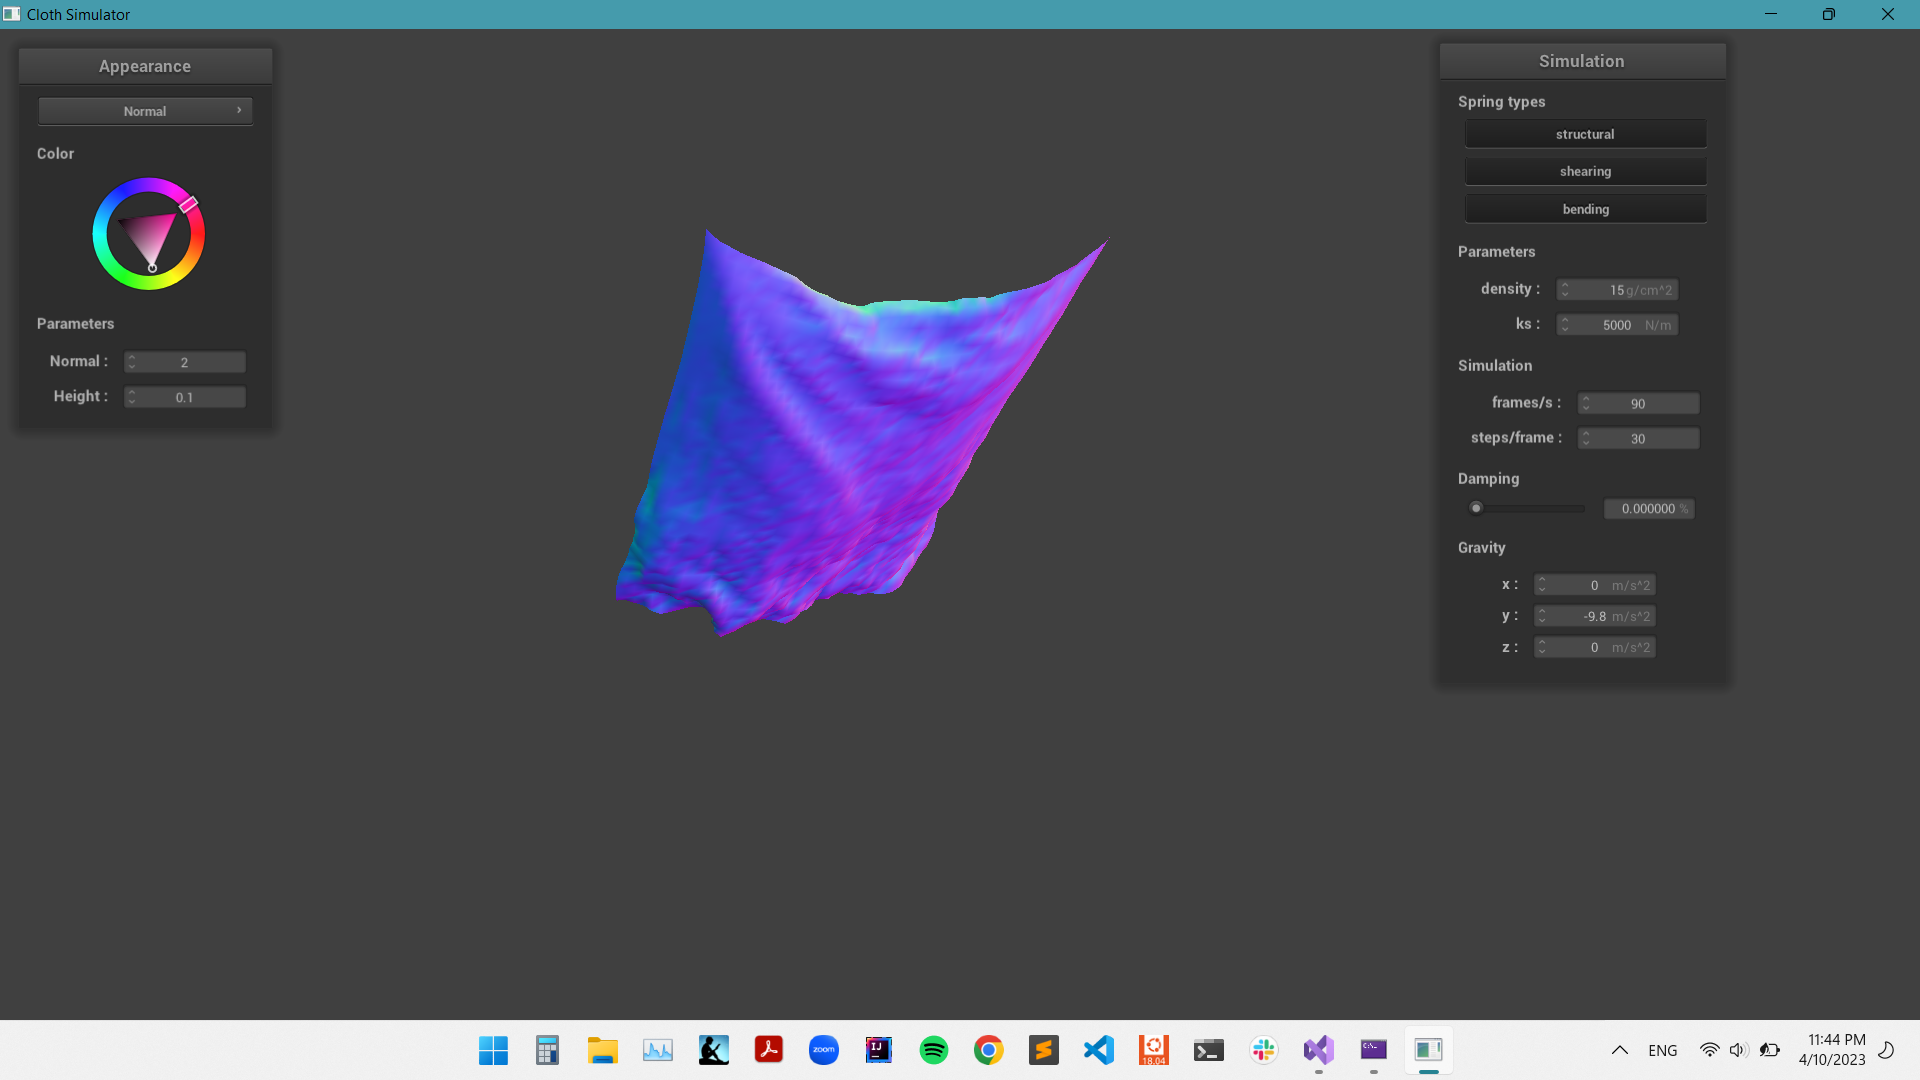 Cloth Simulator
Appearance
Normal
Color
Parameters
Normal : 2
Height : 0.1
Simulation
Spring types
structural
shearing
bending
Parameters
density : 15 g/cm^2
ks : 5000 N/m
Simulation
frames/s : 90
steps/frame : 30
Damping
0.000000 %
Gravity
x : 0 m/s^2
y : -9.8 m/s^2
z : 0 m/s^2
zoom
IJ
18.04
C:\.
ENG
11:44 PM
4/10/2023